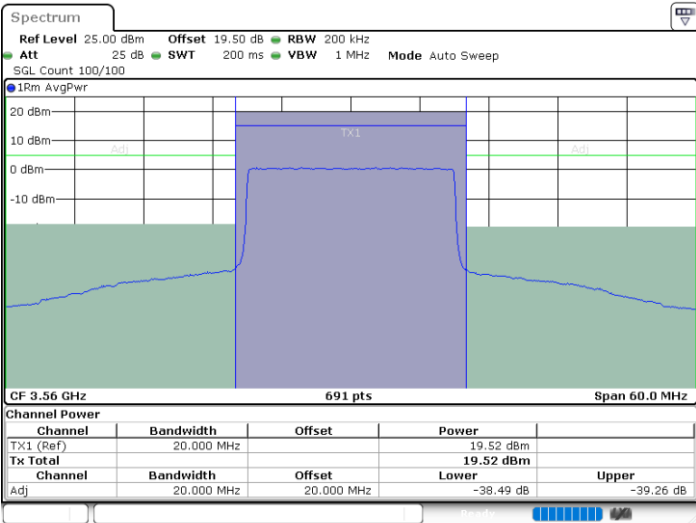 Spectrum
Ref Level 25.00 dBm Offset 19.50 dB RBW 200 kHz
Att 25 dB SWT 200 ms VBW 1 MHz Mode Auto Sweep
SGL Count 100/100
1Rm AvgPwr
20 dBm
TX1
10 dBm
Adj Adj
0 dBm
-10 dBm
CF 3.56 GHz 691 pts Span 60.0 MHz
Channel Power
Channel Bandwidth Offset Power
TX1 (Ref) 20.000 MHz 19.52 dBm
Tx Total 19.52 dBm
Channel Bandwidth Offset Lower Upper
Adj 20.000 MHz 20.000 MHz -38.49 dB -39.26 dB
Ready